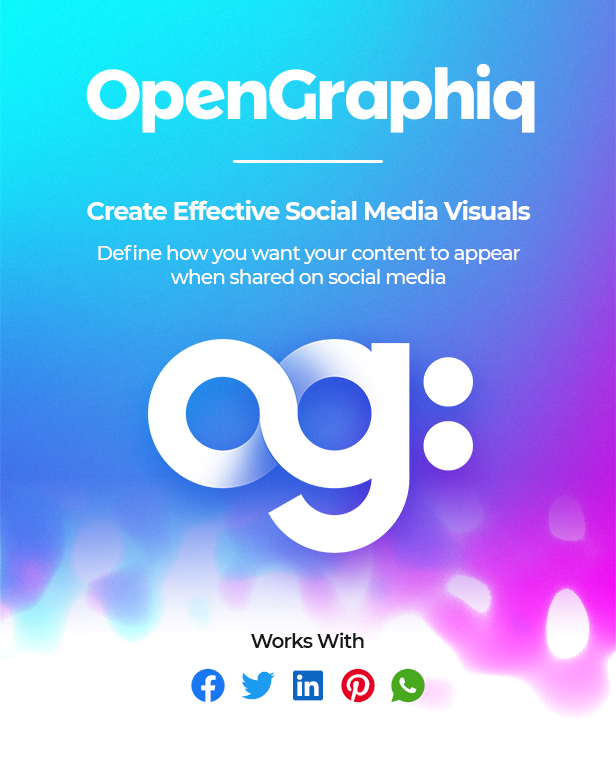 OpenGraphiq
Create Effective Social Media Visuals
Define how you want your content to appear
when shared on social media
og:
Works With